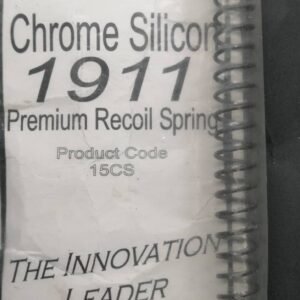 Chrome Silicon
1911
Premium Recoil Spring
Product Code
15CS
THE INNOVATION
LEADER